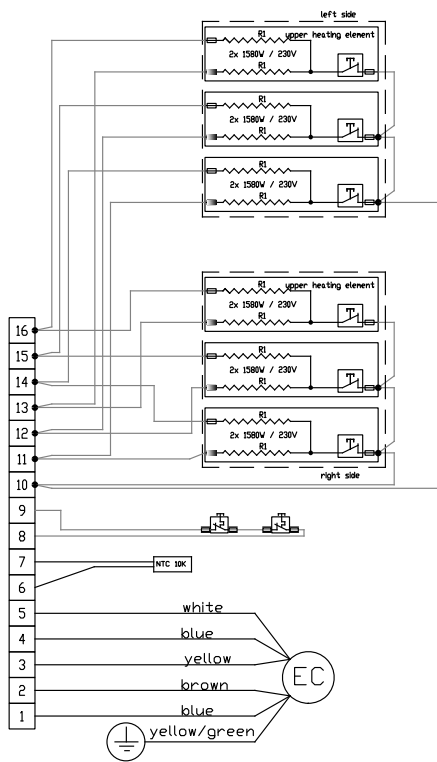 left side
R1
upper heating element
2x 1580W / 230V
R1
R1
2x 1580W / 230V
R1
R1
2x 1580W / 230V
R1
R1
upper heating element
2x 1580W / 230V
R1
R1
2x 1580W / 230V
R1
R1
2x 1580W / 230V
R1
right side
16
15
14
13
12
11
10
9
8
7
NTC 10K
6
5 white
4 blue
3 yellow
EC
2 brown
1 blue
yellow/green